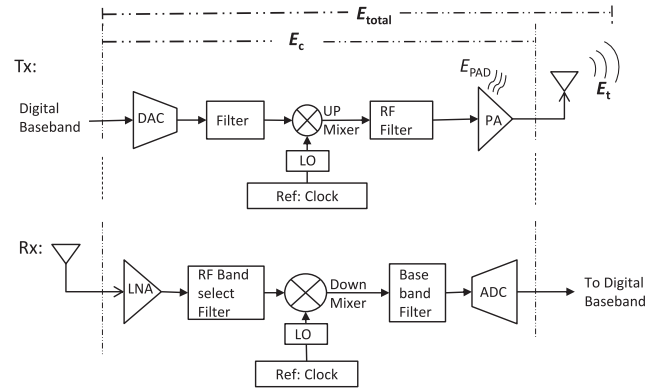 E_total
E_c
Tx:
E_PAD
E_t
Digital
Baseband
DAC
Filter
UP
Mixer
RF
Filter
PA
LO
Ref: Clock
Rx:
LNA
RF Band
select
Filter
Down
Mixer
Base
band
Filter
ADC
To Digital
Baseband
LO
Ref: Clock